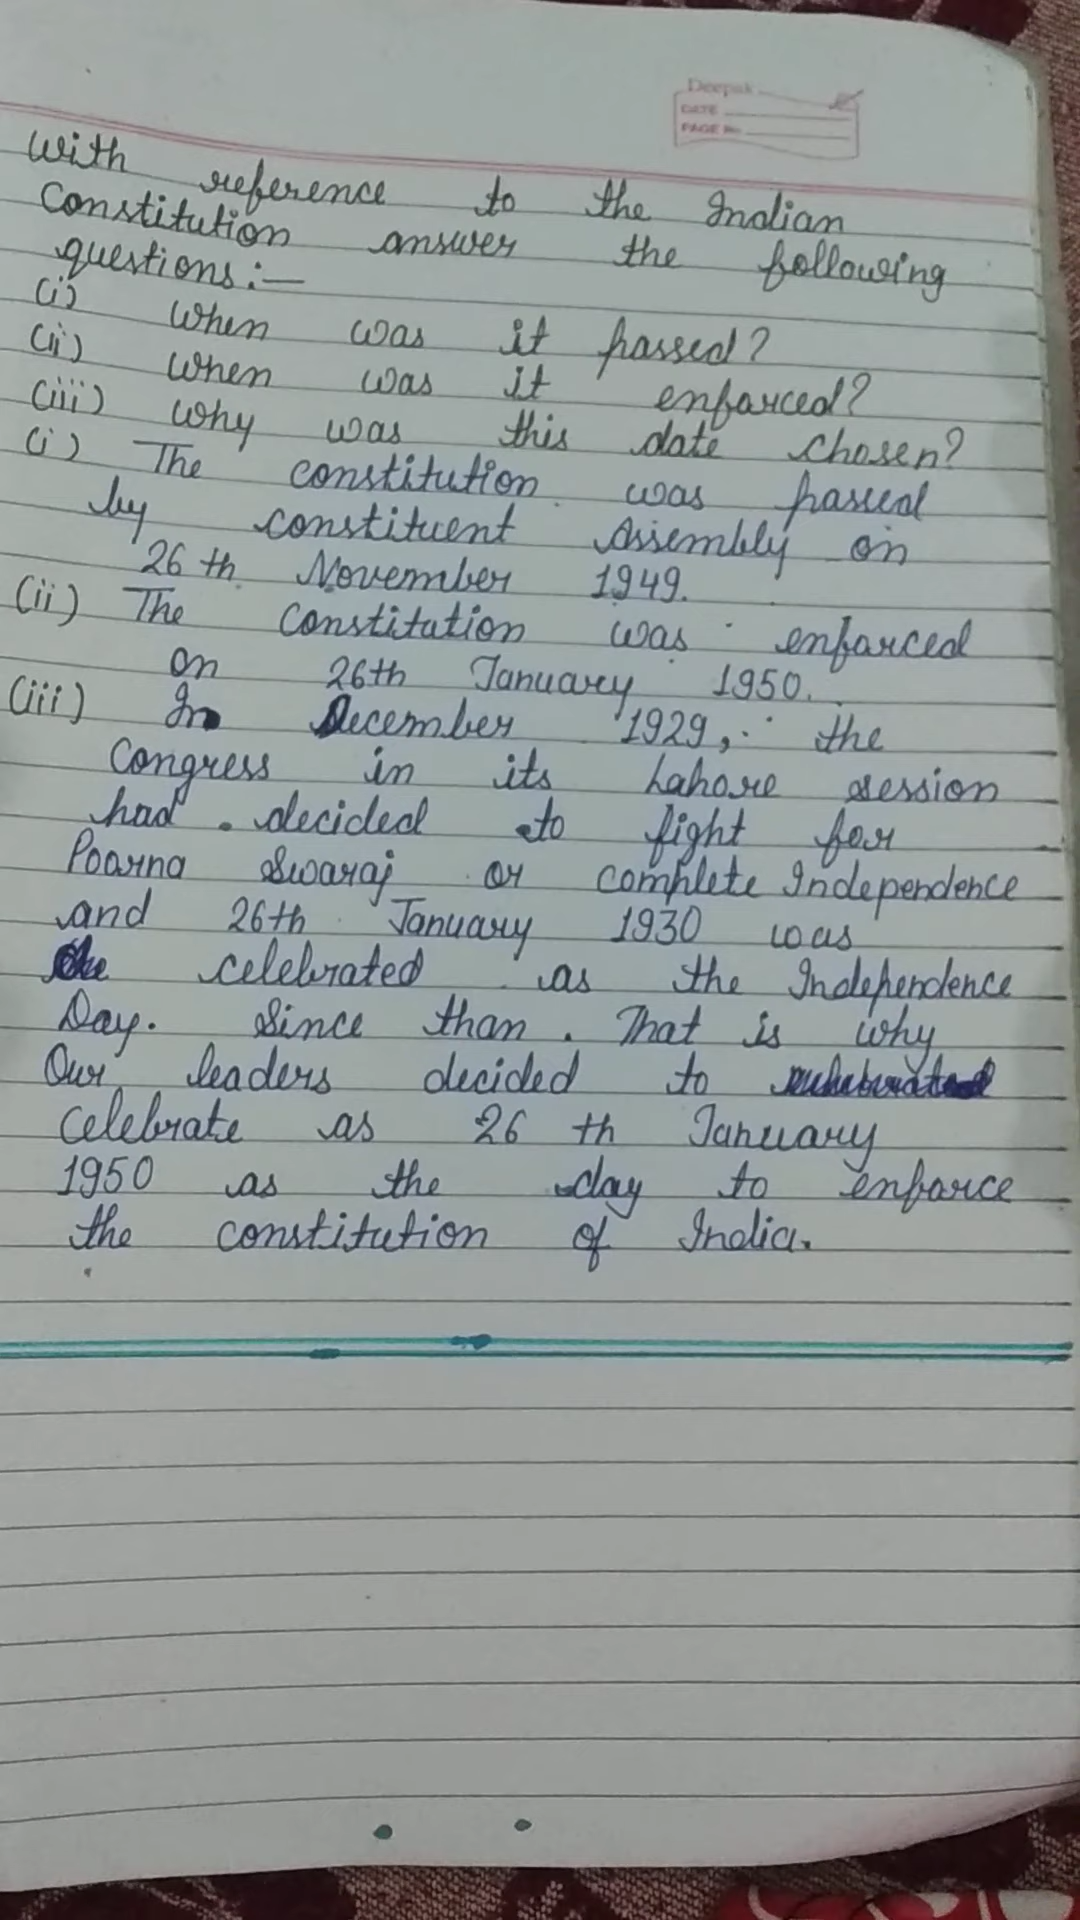 Deepak
DATE
PAGE No.
With reference to the Indian
Constitution answer the following
questions:-
(i) When was it passed?
(ii) When was it enforced?
(iii) Why was this date chosen?
(i) The constitution was passed
by constituent Assembly on
26 th November 1949.
(ii) The Constitution was enforced
on 26th January 1950.
(iii) In December 1929, the
Congress in its Lahore session
had decided to fight for
Poorna Swaraj or complete Independence
and 26th January 1930 was
celebrated as the Independence
Day. Since than. That is why
Our leaders decided to
celebrate as 26 th January
1950 as the day to enforce
the constitution of India.